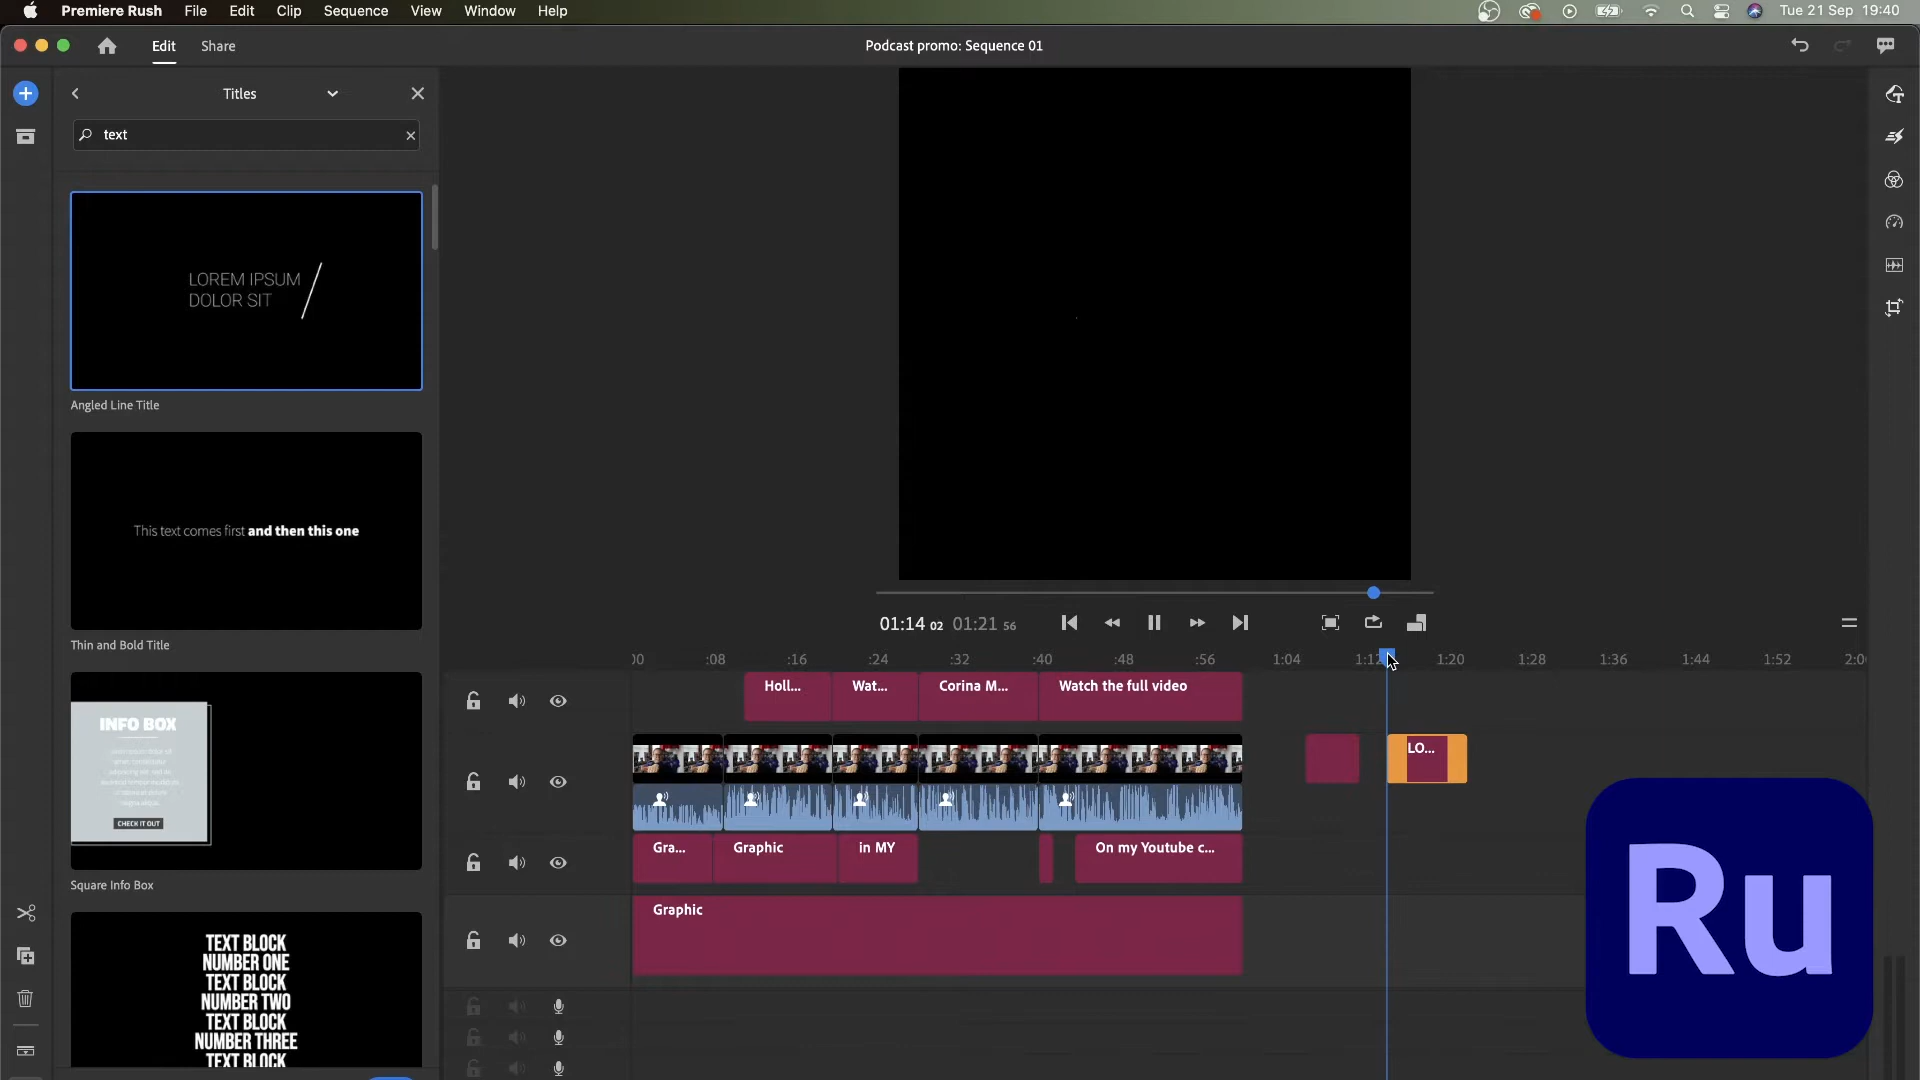 Premiere Rush File Edit Clip Sequence View Window Help Tue 21 Sep 19:40
Edit Share Podcast promo: Sequence 01
Titles
text
LOREM IPSUM
DOLOR SIT
Angled Line Title
This text comes first and then this one
Thin and Bold Title
INFO BOX
CHECK IT OUT
Square Info Box
TEXT BLOCK
NUMBER ONE
TEXT BLOCK
NUMBER TWO
TEXT BLOCK
NUMBER THREE
TEXT BLOCK
01:14 02 01:21 56
:00 :08 :16 :24 :32 :40 :48 :56 1:04 1:12 1:20 1:28 1:36 1:44 1:52 2:0
Holl... Wat... Corina M... Watch the full video
LO...
Gra... Graphic in MY On my Youtube c...
Graphic
Ru